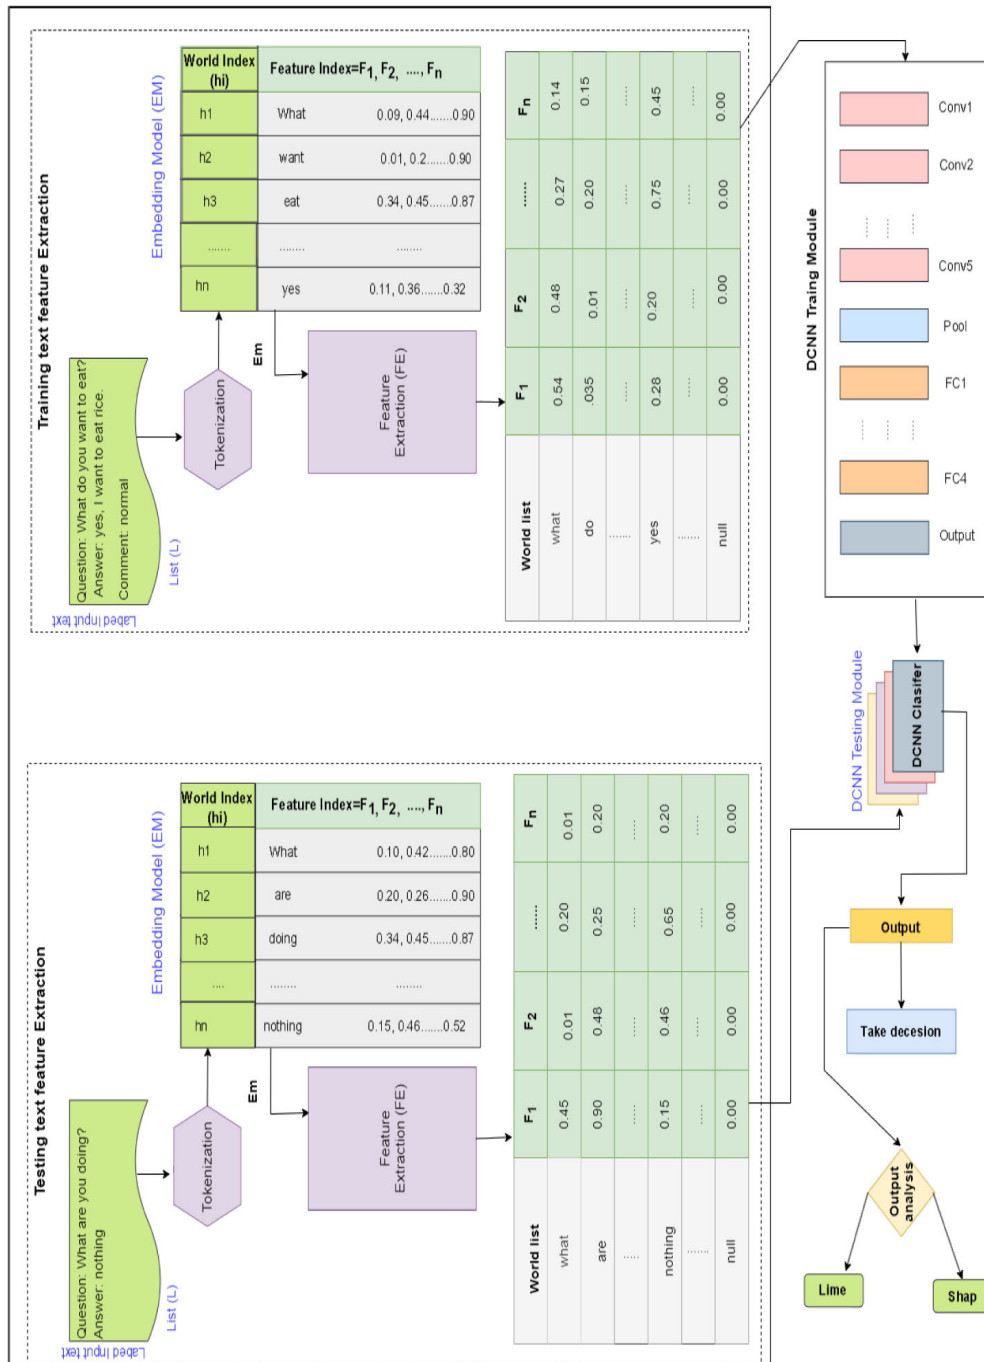 Training text feature Extraction
Labed Input text
Question: What do you want to eat?
Answer: yes, I want to eat rice.
Comment: normal
List (L)
Tokenization
Embedding Model (EM)
World Index (hi) Feature Index=F1, F2, ...., Fn
h1 What 0.09, 0.44.......0.90
h2 want 0.01, 0.2.......0.90
h3 eat 0.34, 0.45.......0.87
....... ........ ........
hn yes 0.11, 0.36.......0.32
Em
Feature
Extraction (FE)
World list F1 F2 ...... Fn
what 0.54 0.48 0.27 0.14
do .035 0.01 0.20 0.15
....... ...... ...... ...... ......
yes 0.28 0.20 0.75 0.45
....... ...... ...... ...... ......
null 0.00 0.00 0.00 0.00
DCNN Traing Module
Conv1
Conv2
Conv5
Pool
FC1
FC4
Output
Testing text feature Extraction
Labed Input text
Question: What are you doing?
Answer: nothing
List (L)
Tokenization
Embedding Model (EM)
World Index (hi) Feature Index=F1, F2, ...., Fn
h1 What 0.10, 0.42.......0.80
h2 are 0.20, 0.26.......0.90
h3 doing 0.34, 0.45.......0.87
.... ........ ........
hn nothing 0.15, 0.46.......0.52
Em
Feature
Extraction (FE)
World list F1 F2 ...... Fn
what 0.45 0.01 0.20 0.01
are 0.90 0.48 0.25 0.20
...... ...... ...... ...... ......
nothing 0.15 0.46 0.65 0.20
....... ...... ...... ...... ......
null 0.00 0.00 0.00 0.00
DCNN Testing Module
DCNN Clasifer
Output
Take decesion
Output
analysis
Lime
Shap